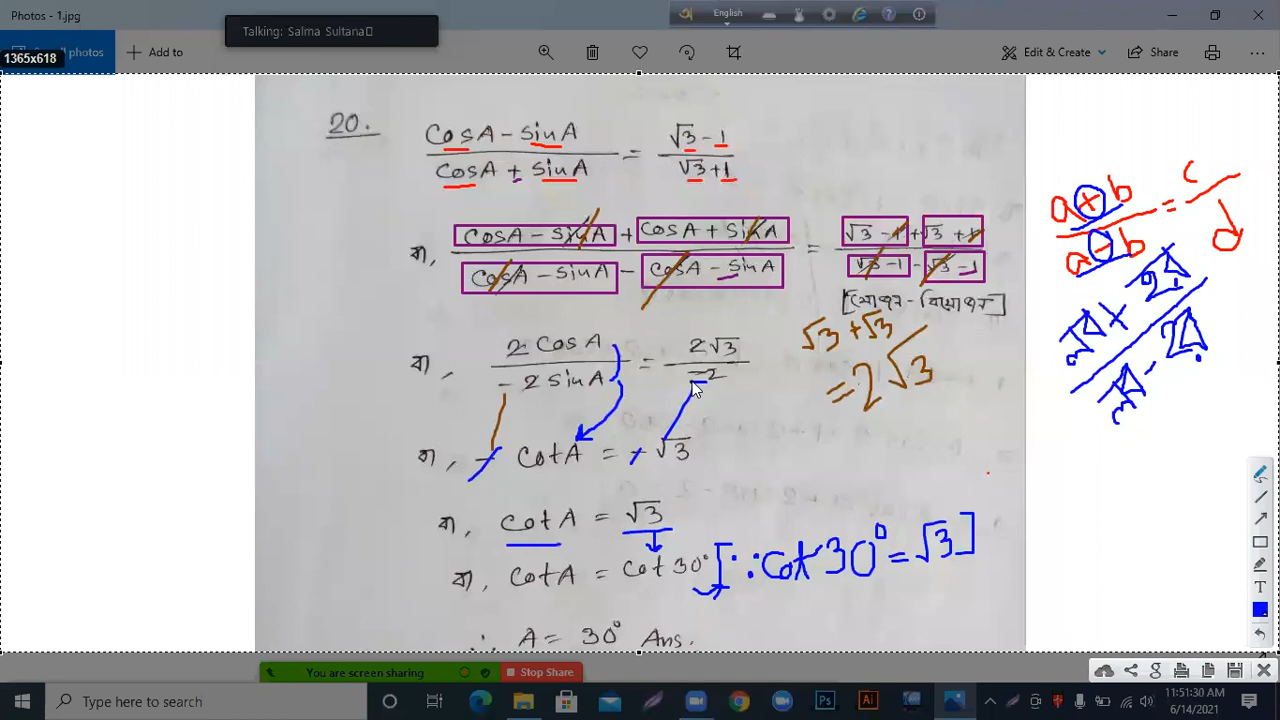 Photos - 1.jpg
English
Talking: Salma Sultana
photos
Add to
Edit & Create
Share
1365x618
20.
CosA - sinA / CosA + sinA = √3 - 1 / √3 + 1
বা, CosA - sinA + CosA + sinA / CosA - sinA - CosA - sinA = √3 - 1 + √3 + 1 / √3 - 1 - √3 - 1
[যোজন - বিয়োজন]
বা, 2 CosA / - 2 sinA = 2√3 / -2
বা, - CotA = - √3
বা, CotA = √3
বা, CotA = Cot 30° [∵ Cot 30° = √3]
∴ A = 30° Ans.
√3 + √3
= 2√3
a + b / a - b = c / d
You are screen sharing
Stop Share
Type here to search
11:51:30 AM
6/14/2021